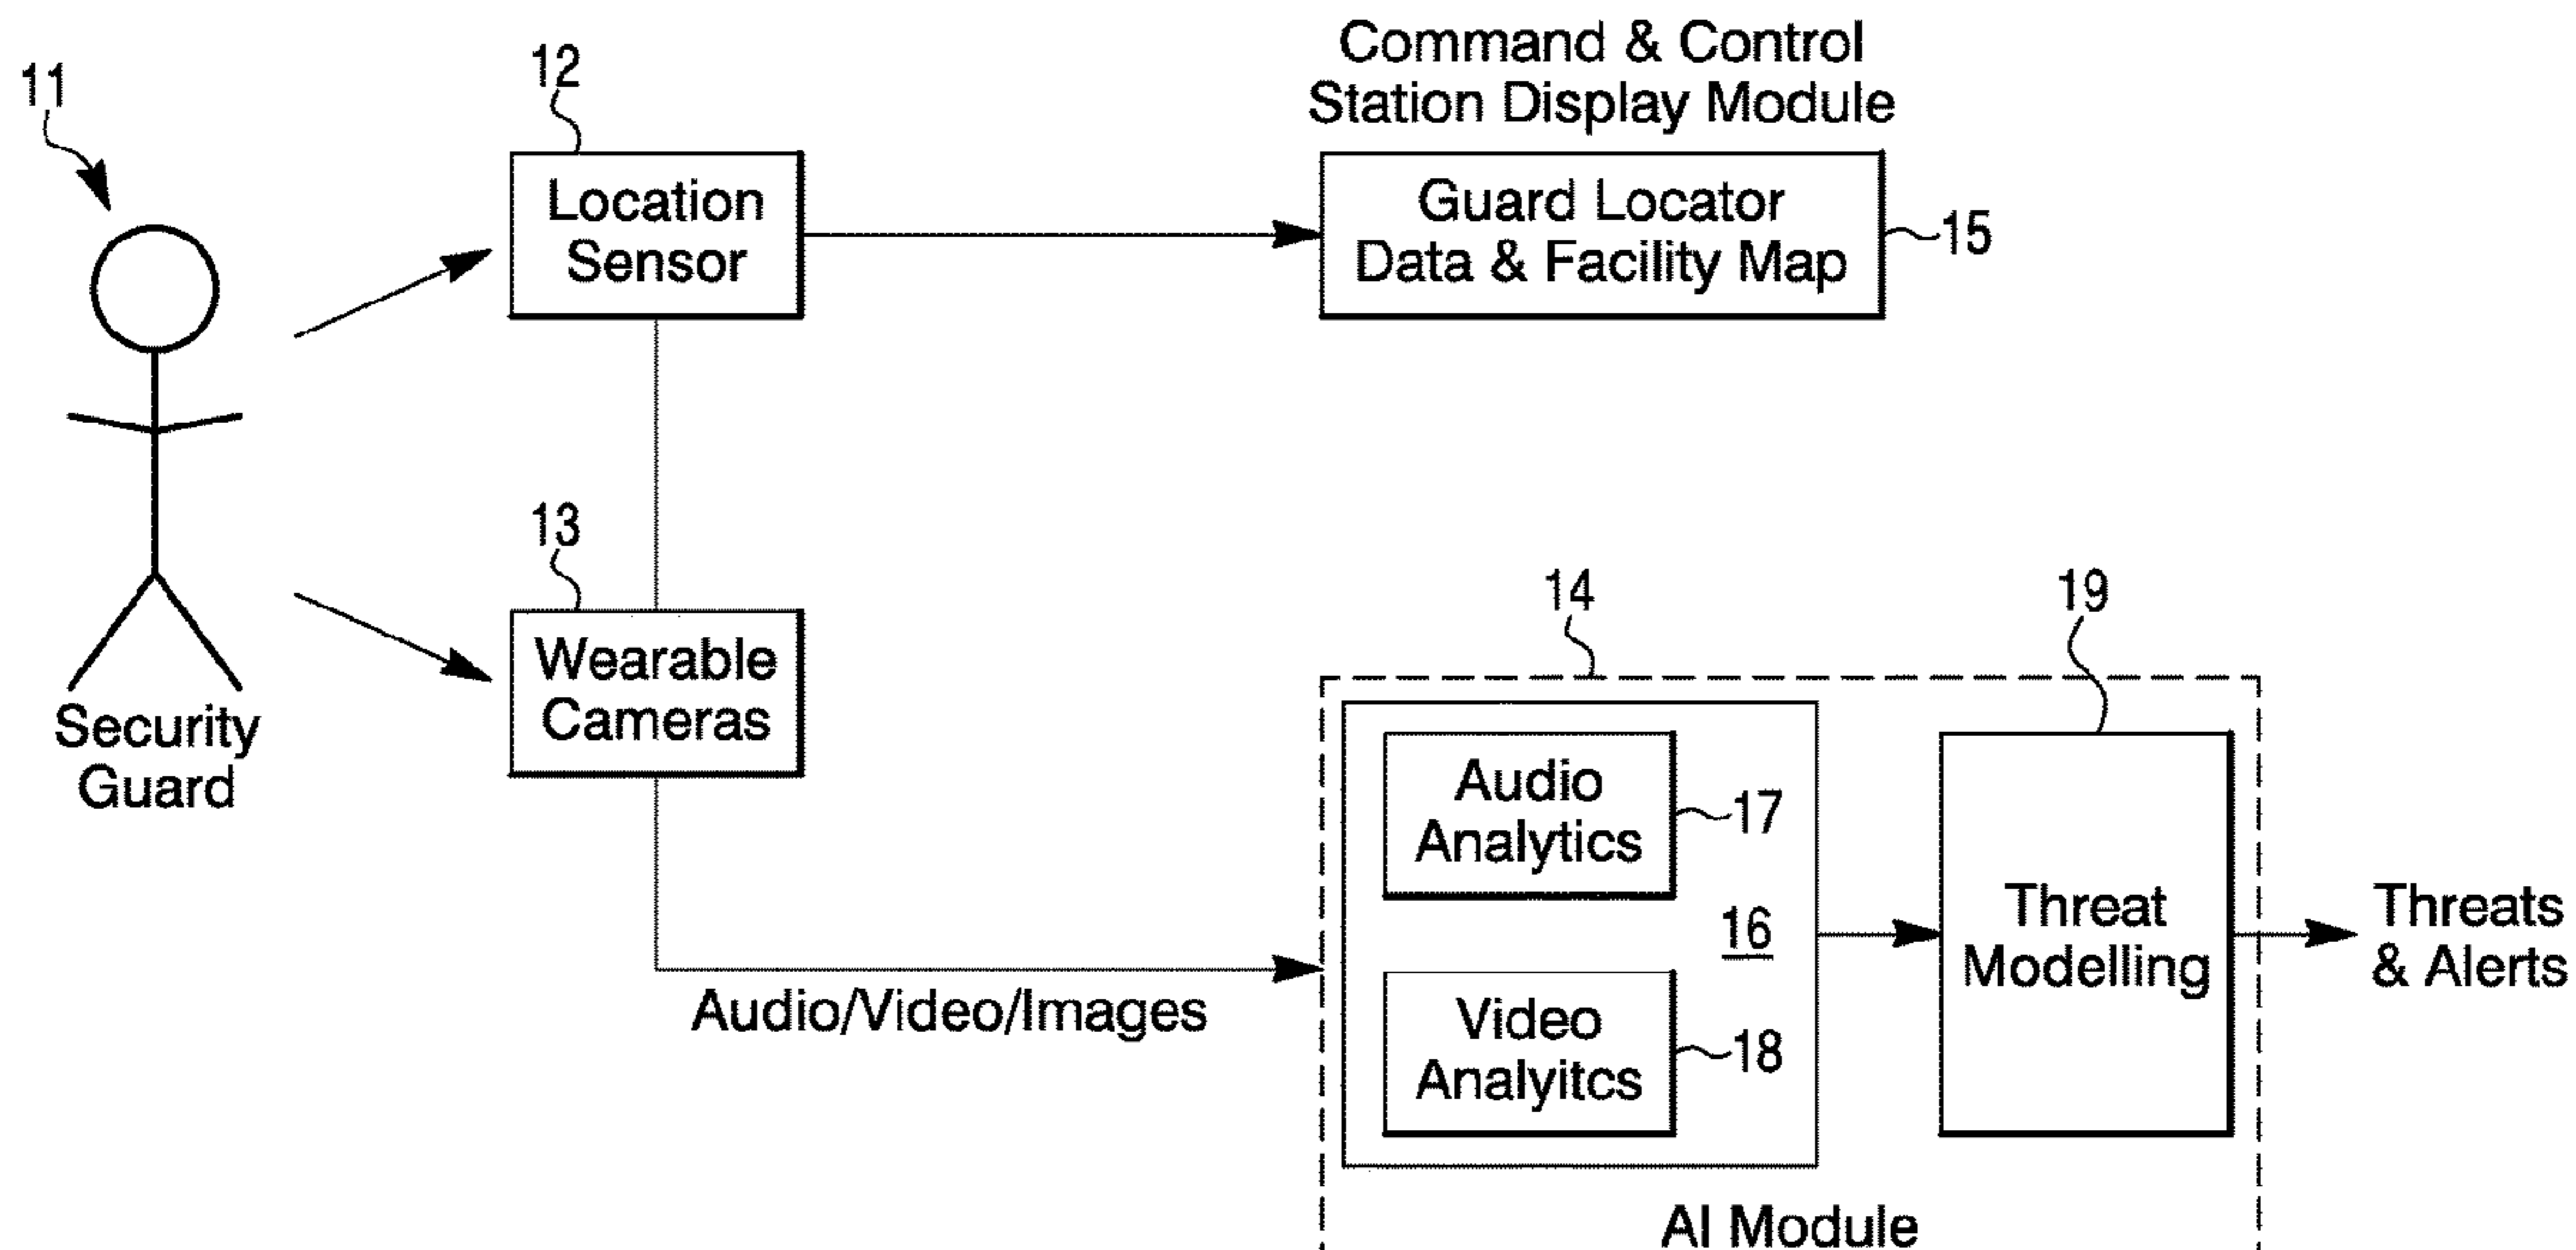 11
12
Command & Control
Station Display Module
Location
Sensor
Guard Locator
Data & Facility Map
15
13
Wearable
Cameras
Security
Guard
14
19
Audio
Analytics
17
16
Threat
Modelling
Threats
& Alerts
Audio/Video/Images
Video
Analyitcs
18
AI Module